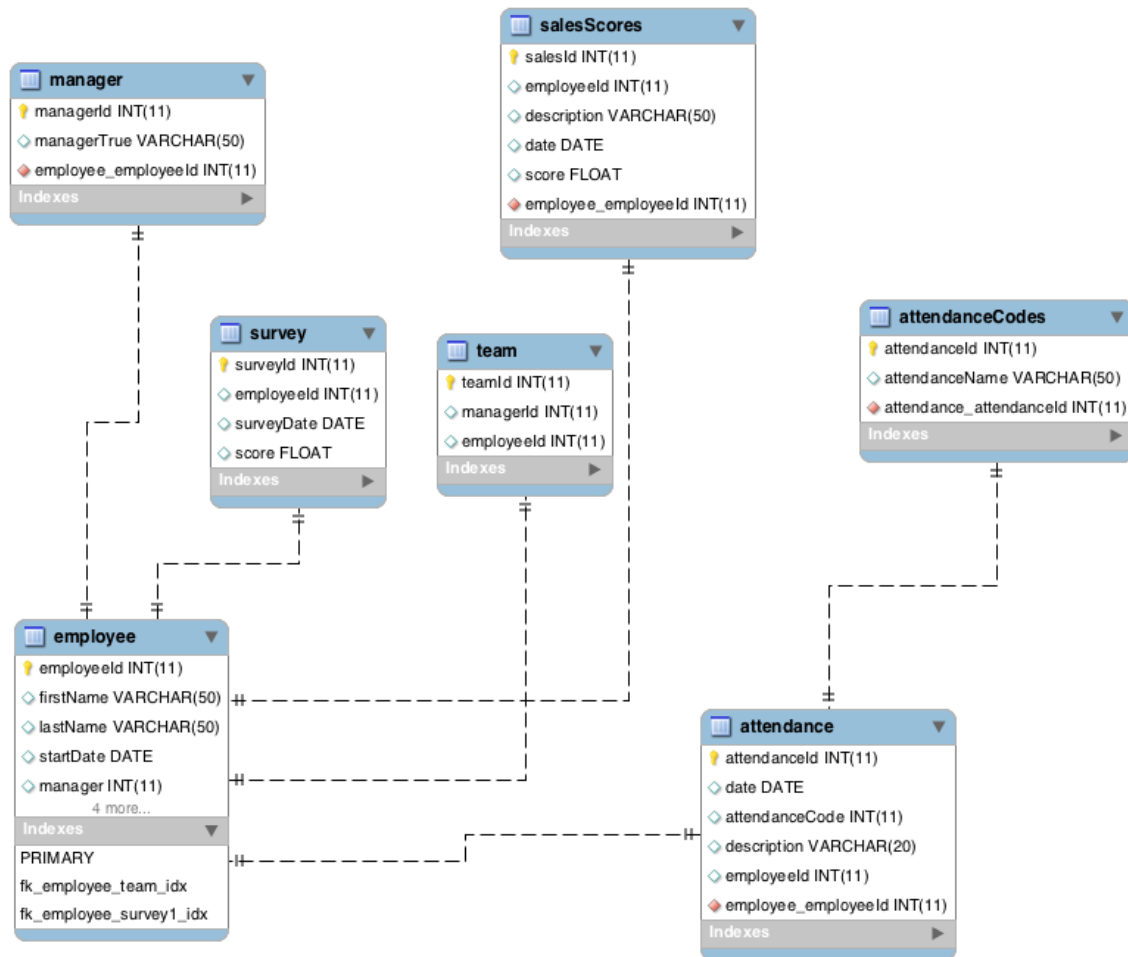 salesScores
salesId INT(11)
employeeId INT(11)
description VARCHAR(50)
date DATE
score FLOAT
employee_employeeId INT(11)
Indexes
manager
managerId INT(11)
managerTrue VARCHAR(50)
employee_employeeId INT(11)
Indexes
survey
surveyId INT(11)
employeeId INT(11)
surveyDate DATE
score FLOAT
Indexes
team
teamId INT(11)
managerId INT(11)
employeeId INT(11)
Indexes
attendanceCodes
attendanceId INT(11)
attendanceName VARCHAR(50)
attendance_attendanceId INT(11)
Indexes
employee
employeeId INT(11)
firstName VARCHAR(50)
lastName VARCHAR(50)
startDate DATE
manager INT(11)
4 more...
Indexes
PRIMARY
fk_employee_team_idx
fk_employee_survey1_idx
attendance
attendanceId INT(11)
date DATE
attendanceCode INT(11)
description VARCHAR(20)
employeeId INT(11)
employee_employeeId INT(11)
Indexes